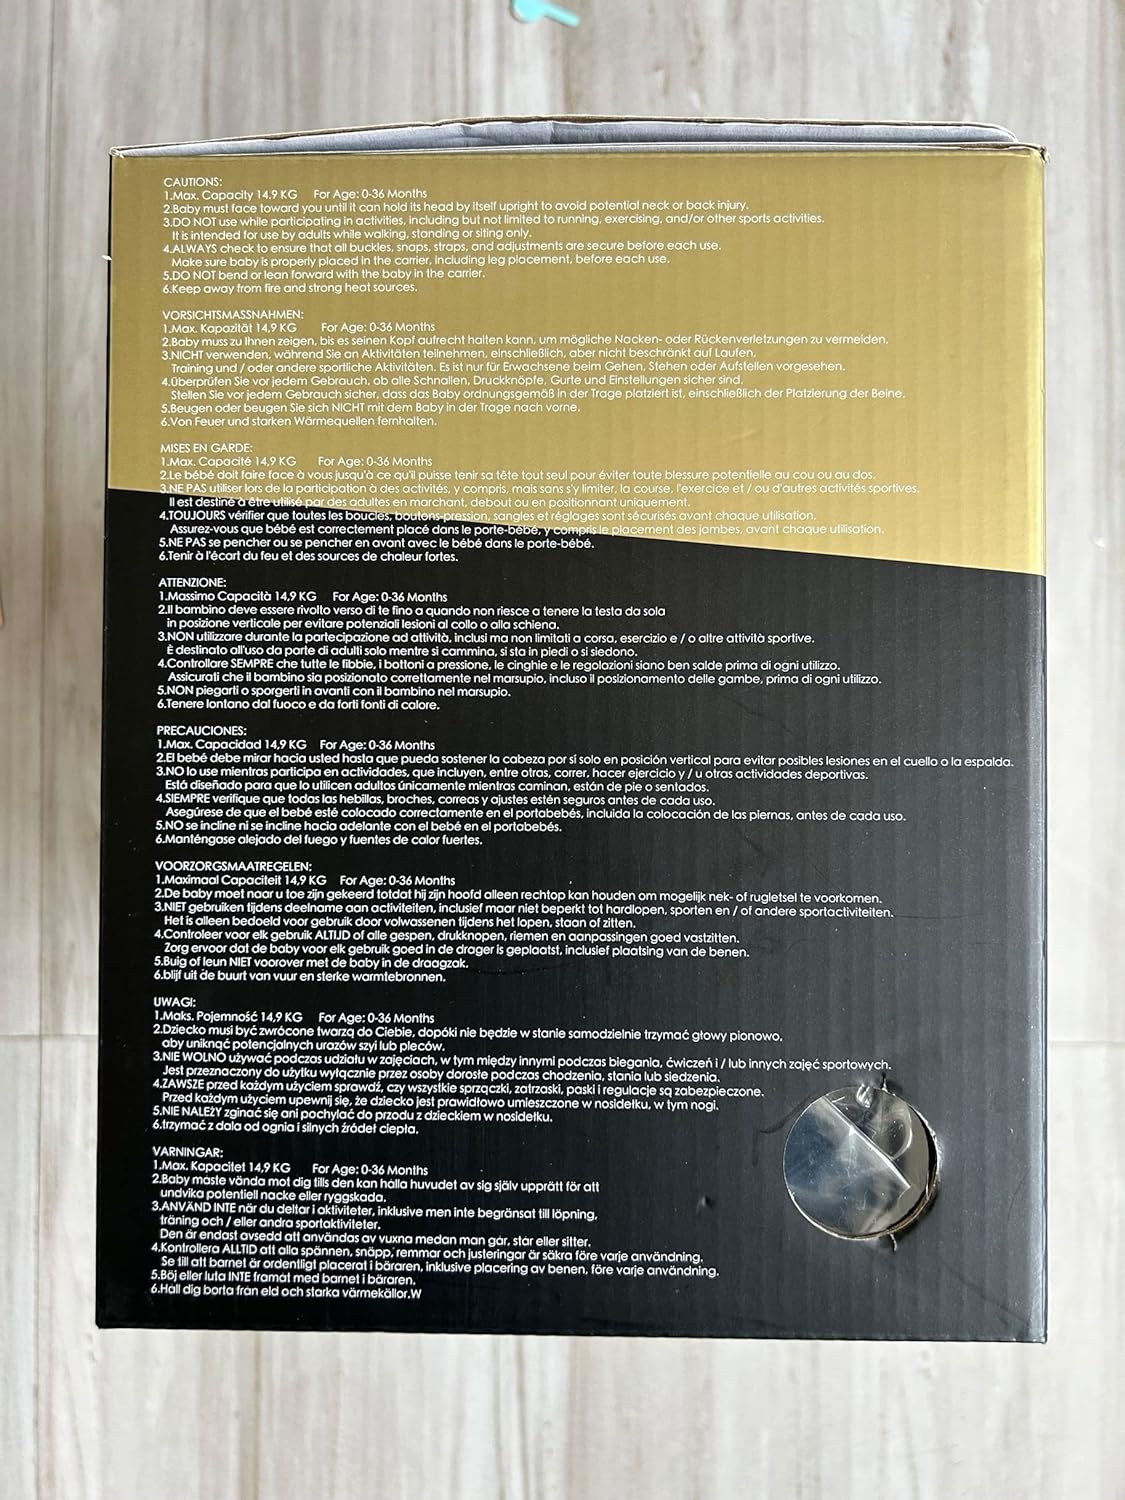 CAUTIONS:
1.Max. Capacity 14.9 KG For Age: 0-36 Months
2.Baby must face toward you until it can hold its head by itself upright to avoid potential neck or back injury.
3.DO NOT use while participating in activities, including but not limited to running, exercising, and/or other sports activities.
It is intended for use by adults while walking, standing or siting only.
4.ALWAYS check to ensure that all buckles, snaps, straps, and adjustments are secure before each use.
Make sure baby is properly placed in the carrier, including leg placement, before each use.
5.DO NOT bend or lean forward with the baby in the carrier.
6.Keep away from fire and strong heat sources.
VORSICHTSMASSNAHMEN:
1.Max. Kapazität 14,9 KG For Age: 0-36 Months
2.Baby muss zu Ihnen zeigen, bis es seinen Kopf aufrecht halten kann, um mögliche Nacken- oder Rückenverletzungen zu vermeiden.
3.NICHT verwenden, während Sie an Aktivitäten teilnehmen, einschließlich, aber nicht beschränkt auf Laufen,
Training und / oder andere sportliche Aktivitäten. Es ist nur für Erwachsene beim Gehen, Stehen oder Aufstellen vorgesehen.
4.überprüfen Sie vor jedem Gebrauch, ob alle Schnallen, Druckknöpfe, Gurte und Einstellungen sicher sind.
Stellen Sie vor jedem Gebrauch sicher, dass das Baby ordnungsgemäß in der Trage platziert ist, einschließlich der Platzierung der Beine.
5.Beugen oder beugen Sie sich NICHT mit dem Baby in der Trage nach vorne.
6.Von Feuer und starken Wärmequellen fernhalten.
MISES EN GARDE:
1.Max. Capacité 14,9 KG For Age: 0-36 Months
2.Le bébé doit faire face à vous jusqu'à ce qu'il puisse tenir sa tête tout seul pour éviter toute blessure potentielle au cou ou au dos.
3.NE PAS utiliser lors de la participation à des activités, y compris, mais sans s'y limiter, la course, l'exercice et / ou d'autres activités sportives.
Il est destiné à être utilisé par des adultes en marchant, debout ou en positionnant uniquement.
4.TOUJOURS vérifier que toutes les boucles, boutons-pression, sangles et réglages sont sécurisés avant chaque utilisation.
Assurez-vous que bébé est correctement placé dans le porte-bébé, y compris le placement des jambes, avant chaque utilisation.
5.NE PAS se pencher ou se pencher en avant avec le bébé dans le porte-bébé.
6.Tenir à l'écart du feu et des sources de chaleur fortes.
ATTENZIONE:
1.Massimo Capacità 14,9 KG For Age: 0-36 Months
2.Il bambino deve essere rivolto verso di te fino a quando non riesce a tenere la testa da sola
in posizione verticale per evitare potenziali lesioni al collo o alla schiena.
3.NON utilizzare durante la partecipazione ad attività, inclusi ma non limitati a corsa, esercizio e / o altre attività sportive.
È destinato all'uso da parte di adulti solo mentre si cammina, si sta in piedi o si siedono.
4.Controllare SEMPRE che tutte le fibbie, i bottoni a pressione, le cinghie e le regolazioni siano ben salde prima di ogni utilizzo.
Assicurati che il bambino sia posizionato correttamente nel marsupio, incluso il posizionamento delle gambe, prima di ogni utilizzo.
5.NON piegarti o sporgerti in avanti con il bambino nel marsupio.
6.Tenere lontano dal fuoco e da forti fonti di calore.
PRECAUCIONES:
1.Max. Capacidad 14,9 KG For Age: 0-36 Months
2.El bebé debe mirar hacia usted hasta que pueda sostener la cabeza por sí solo en posición vertical para evitar posibles lesiones en el cuello o la espalda.
3.NO lo use mientras participa en actividades, que incluyen, entre otras, correr, hacer ejercicio y / u otras actividades deportivas.
Está diseñado para que lo utilicen adultos únicamente mientras caminan, están de pie o sentados.
4.SIEMPRE verifique que todas las hebillas, broches, correas y ajustes estén seguros antes de cada uso.
Asegúrese de que el bebé esté colocado correctamente en el portabebés, incluida la colocación de las piernas, antes de cada uso.
5.NO se incline ni se incline hacia adelante con el bebé en el portabebés.
6.Manténgase alejado del fuego y fuentes de calor fuertes.
VOORZORGSMAATREGELEN:
1.Maximaal Capaciteit 14,9 KG For Age: 0-36 Months
2.De baby moet naar u toe zijn gekeerd totdat hij zijn hoofd alleen rechtop kan houden om mogelijk nek- of rugletsel te voorkomen.
3.NIET gebruiken tijdens deelname aan activiteiten, inclusief maar niet beperkt tot hardlopen, sporten en / of andere sportactiviteiten.
Het is alleen bedoeld voor gebruik door volwassenen tijdens het lopen, staan of zitten.
4.Controleer voor elk gebruik ALTIJD of alle gespen, drukknopen, riemen en aanpassingen goed vastzitten.
Zorg ervoor dat de baby voor elk gebruik goed in de drager is geplaatst, inclusief plaatsing van de benen.
5.Buig of leun NIET voorover met de baby in de draagzak.
6.blijf uit de buurt van vuur en sterke warmtebronnen.
UWAGI:
1.Maks. Pojemność 14,9 KG For Age: 0-36 Months
2.Dziecko musi być zwrócone twarzą do Ciebie, dopóki nie będzie w stanie samodzielnie trzymać głowy pionowo,
aby uniknąć potencjalnych urazów szyi lub pleców.
3.NIE WOLNO używać podczas udziału w zajęciach, w tym między innymi podczas biegania, ćwiczeń i / lub innych zajęć sportowych.
Jest przeznaczony do użytku wyłącznie przez osoby dorosłe podczas chodzenia, stania lub siedzenia.
4.ZAWSZE przed każdym użyciem sprawdź, czy wszystkie sprzączki, zatrzaski, paski i regulacje są zabezpieczone.
Przed każdym użyciem upewnij się, że dziecko jest prawidłowo umieszczone w nosidełku, w tym nogi.
5.NIE NALEŻY zginać się ani pochylać do przodu z dzieckiem w nosidełku.
6.trzymać z dala od ognia i silnych źródeł ciepła.
VARNINGAR:
1.Max. Kapacitet 14,9 KG For Age: 0-36 Months
2.Baby måste vända mot dig tills den kan hålla huvudet av sig själv upprätt för att
undvika potentiell nacke eller ryggskada.
3.ANVÄND INTE när du deltar i aktiviteter, inklusive men inte begränsat till löpning,
träning och / eller andra sportaktiviteter.
Den är endast avsedd att användas av vuxna medan man går, står eller sitter.
4.Kontrollera ALLTID att alla spännen, snäpp, remmar och justeringar är säkra före varje användning.
Se till att barnet är ordentligt placerat i bäraren, inklusive placering av benen, före varje användning.
5.Böj eller luta INTE framåt med barnet i bäraren.
6.Håll dig borta från eld och starka värmekällor.W